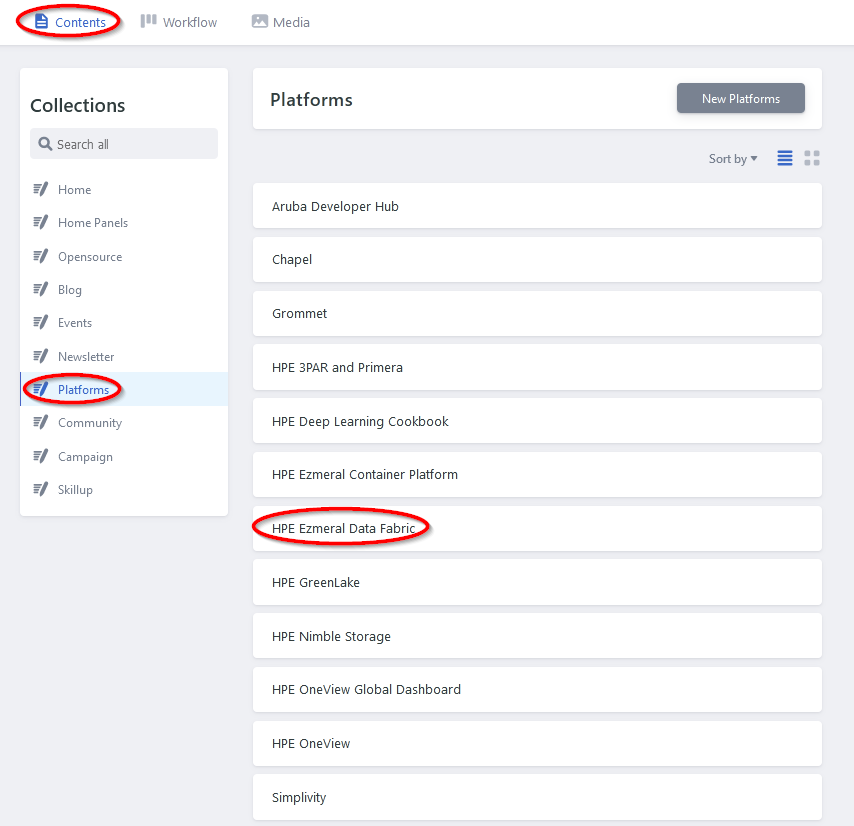 Contents
Workflow
Media
Collections
Search all
Home
Home Panels
Opensource
Blog
Events
Newsletter
Platforms
Community
Campaign
Skillup
Platforms
New Platforms
Sort by
Aruba Developer Hub
Chapel
Grommet
HPE 3PAR and Primera
HPE Deep Learning Cookbook
HPE Ezmeral Container Platform
HPE Ezmeral Data Fabric
HPE GreenLake
HPE Nimble Storage
HPE OneView Global Dashboard
HPE OneView
Simplivity